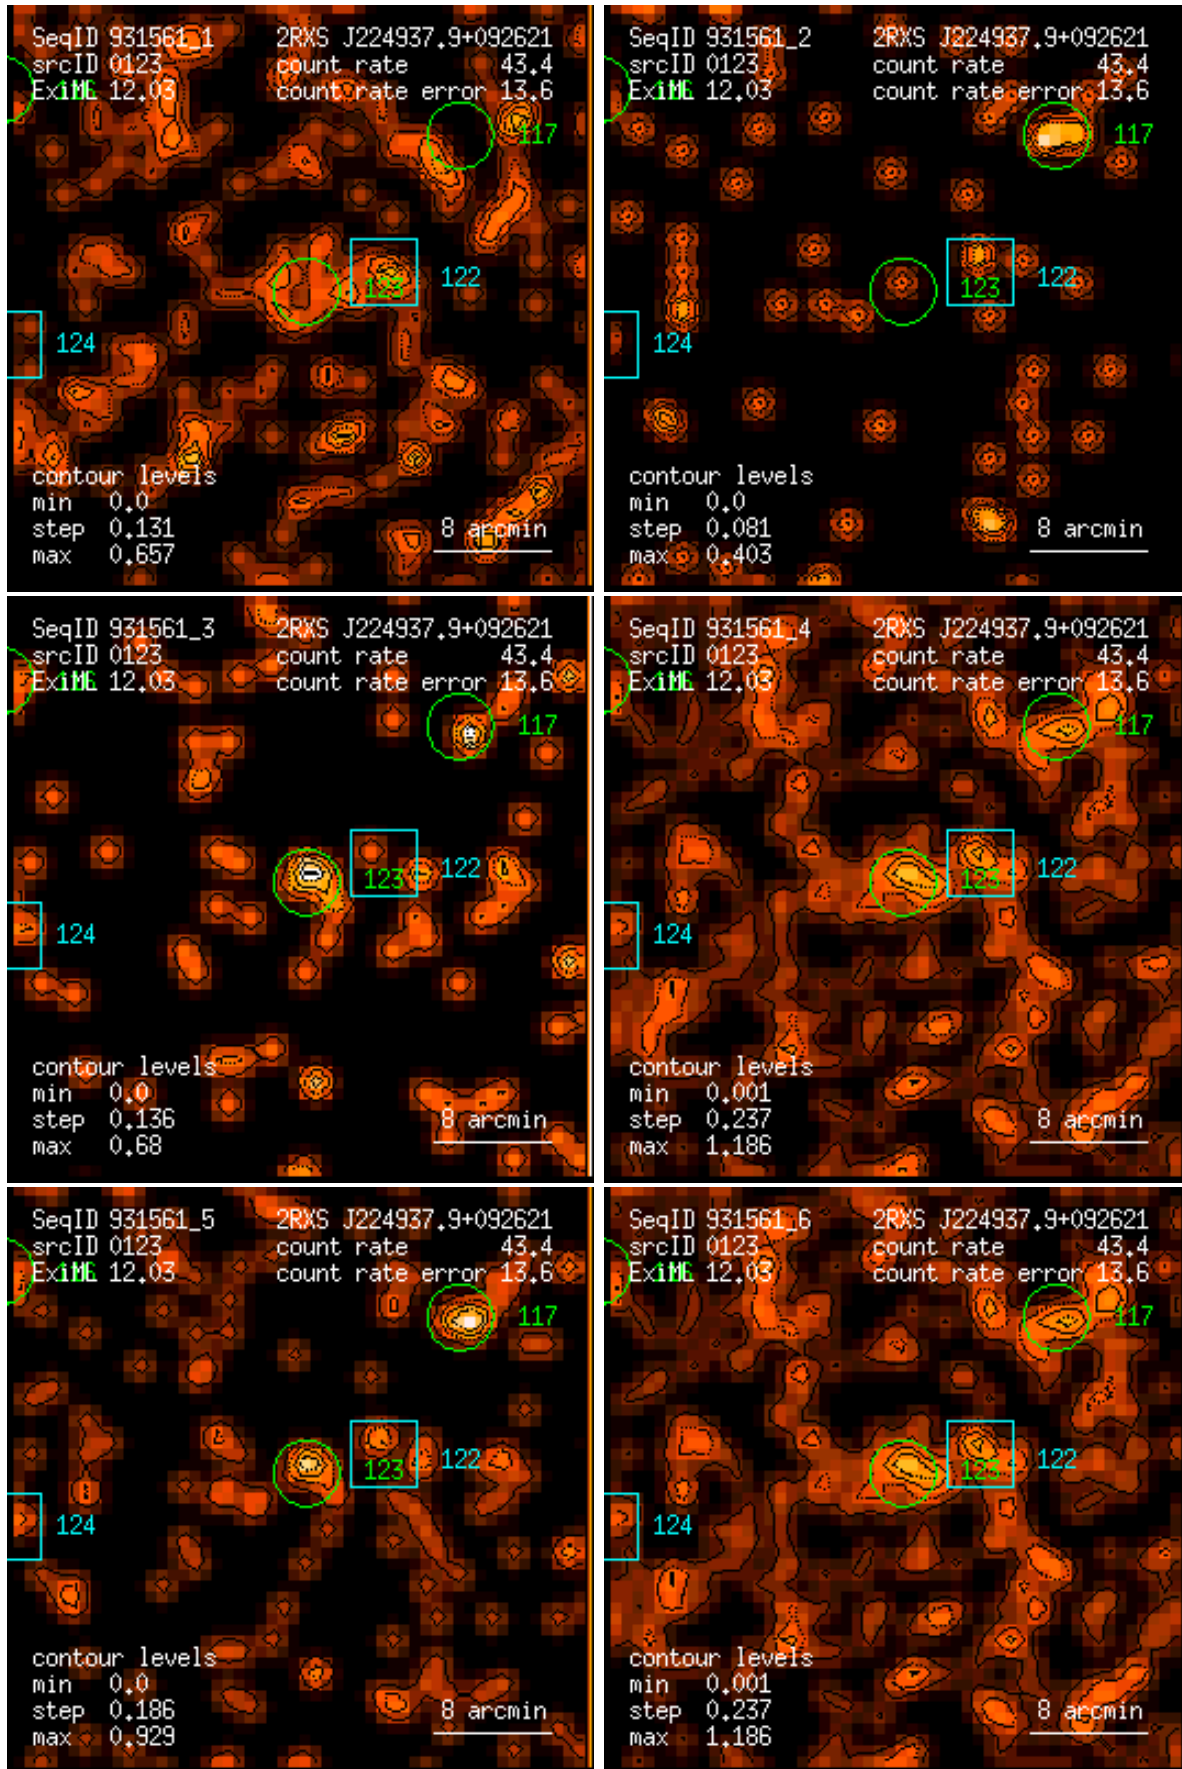 SeqID 931561_1 2RXS J224937.9+092621
srcID 0123 count rate 43.4
ExiML 12.03 count rate error 13.6
117
122
123
124
contour levels
min 0.0
step 0.131 8 arcmin
max 0.657
SeqID 931561_2 2RXS J224937.9+092621
srcID 0123 count rate 43.4
ExiML 12.03 count rate error 13.6
117
122
123
124
contour levels
min 0.0
step 0.081 8 arcmin
max 0.403
SeqID 931561_3 2RXS J224937.9+092621
srcID 0123 count rate 43.4
ExiML 12.03 count rate error 13.6
117
122
123
124
contour levels
min 0.0
step 0.136 8 arcmin
max 0.68
SeqID 931561_4 2RXS J224937.9+092621
srcID 0123 count rate 43.4
ExiML 12.03 count rate error 13.6
117
122
123
124
contour levels
min 0.001
step 0.237 8 arcmin
max 1.186
SeqID 931561_5 2RXS J224937.9+092621
srcID 0123 count rate 43.4
ExiML 12.03 count rate error 13.6
117
122
123
124
contour levels
min 0.0
step 0.186 8 arcmin
max 0.929
SeqID 931561_6 2RXS J224937.9+092621
srcID 0123 count rate 43.4
ExiML 12.03 count rate error 13.6
117
122
123
124
contour levels
min 0.001
step 0.237 8 arcmin
max 1.186